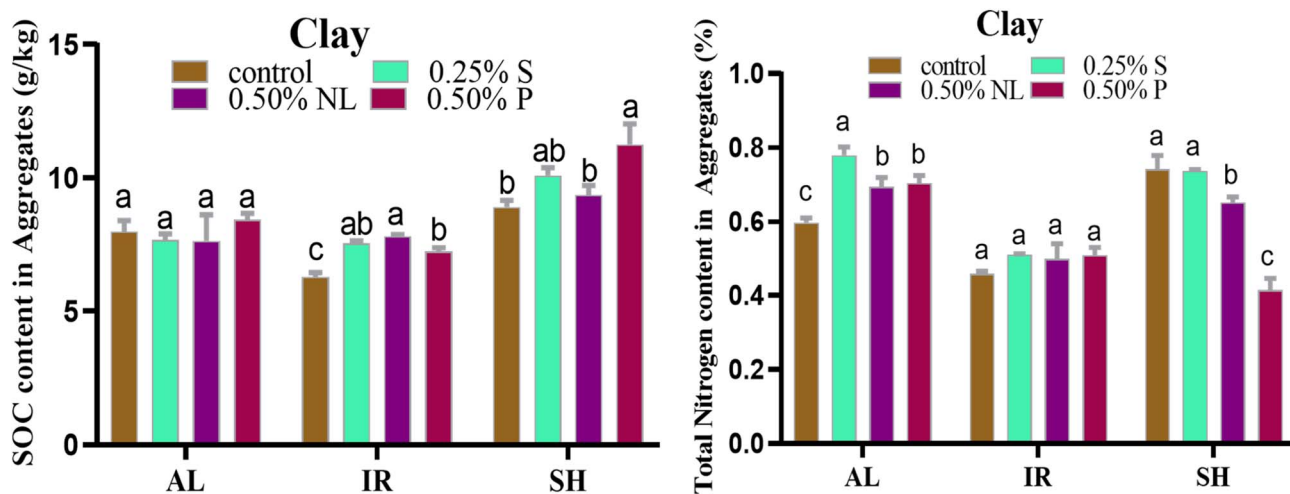 Clay
control
0.25% S
0.50% NL
0.50% P
SOC content in Aggregates (g/kg)
15
10
5
0
a
a
a
a
c
ab
a
b
b
ab
b
a
AL
IR
SH
Clay
control
0.25% S
0.50% NL
0.50% P
Total Nitrogen content in Aggregates (%)
1.0
0.8
0.6
0.4
0.2
0.0
c
a
b
b
a
a
a
a
a
a
b
c
AL
IR
SH